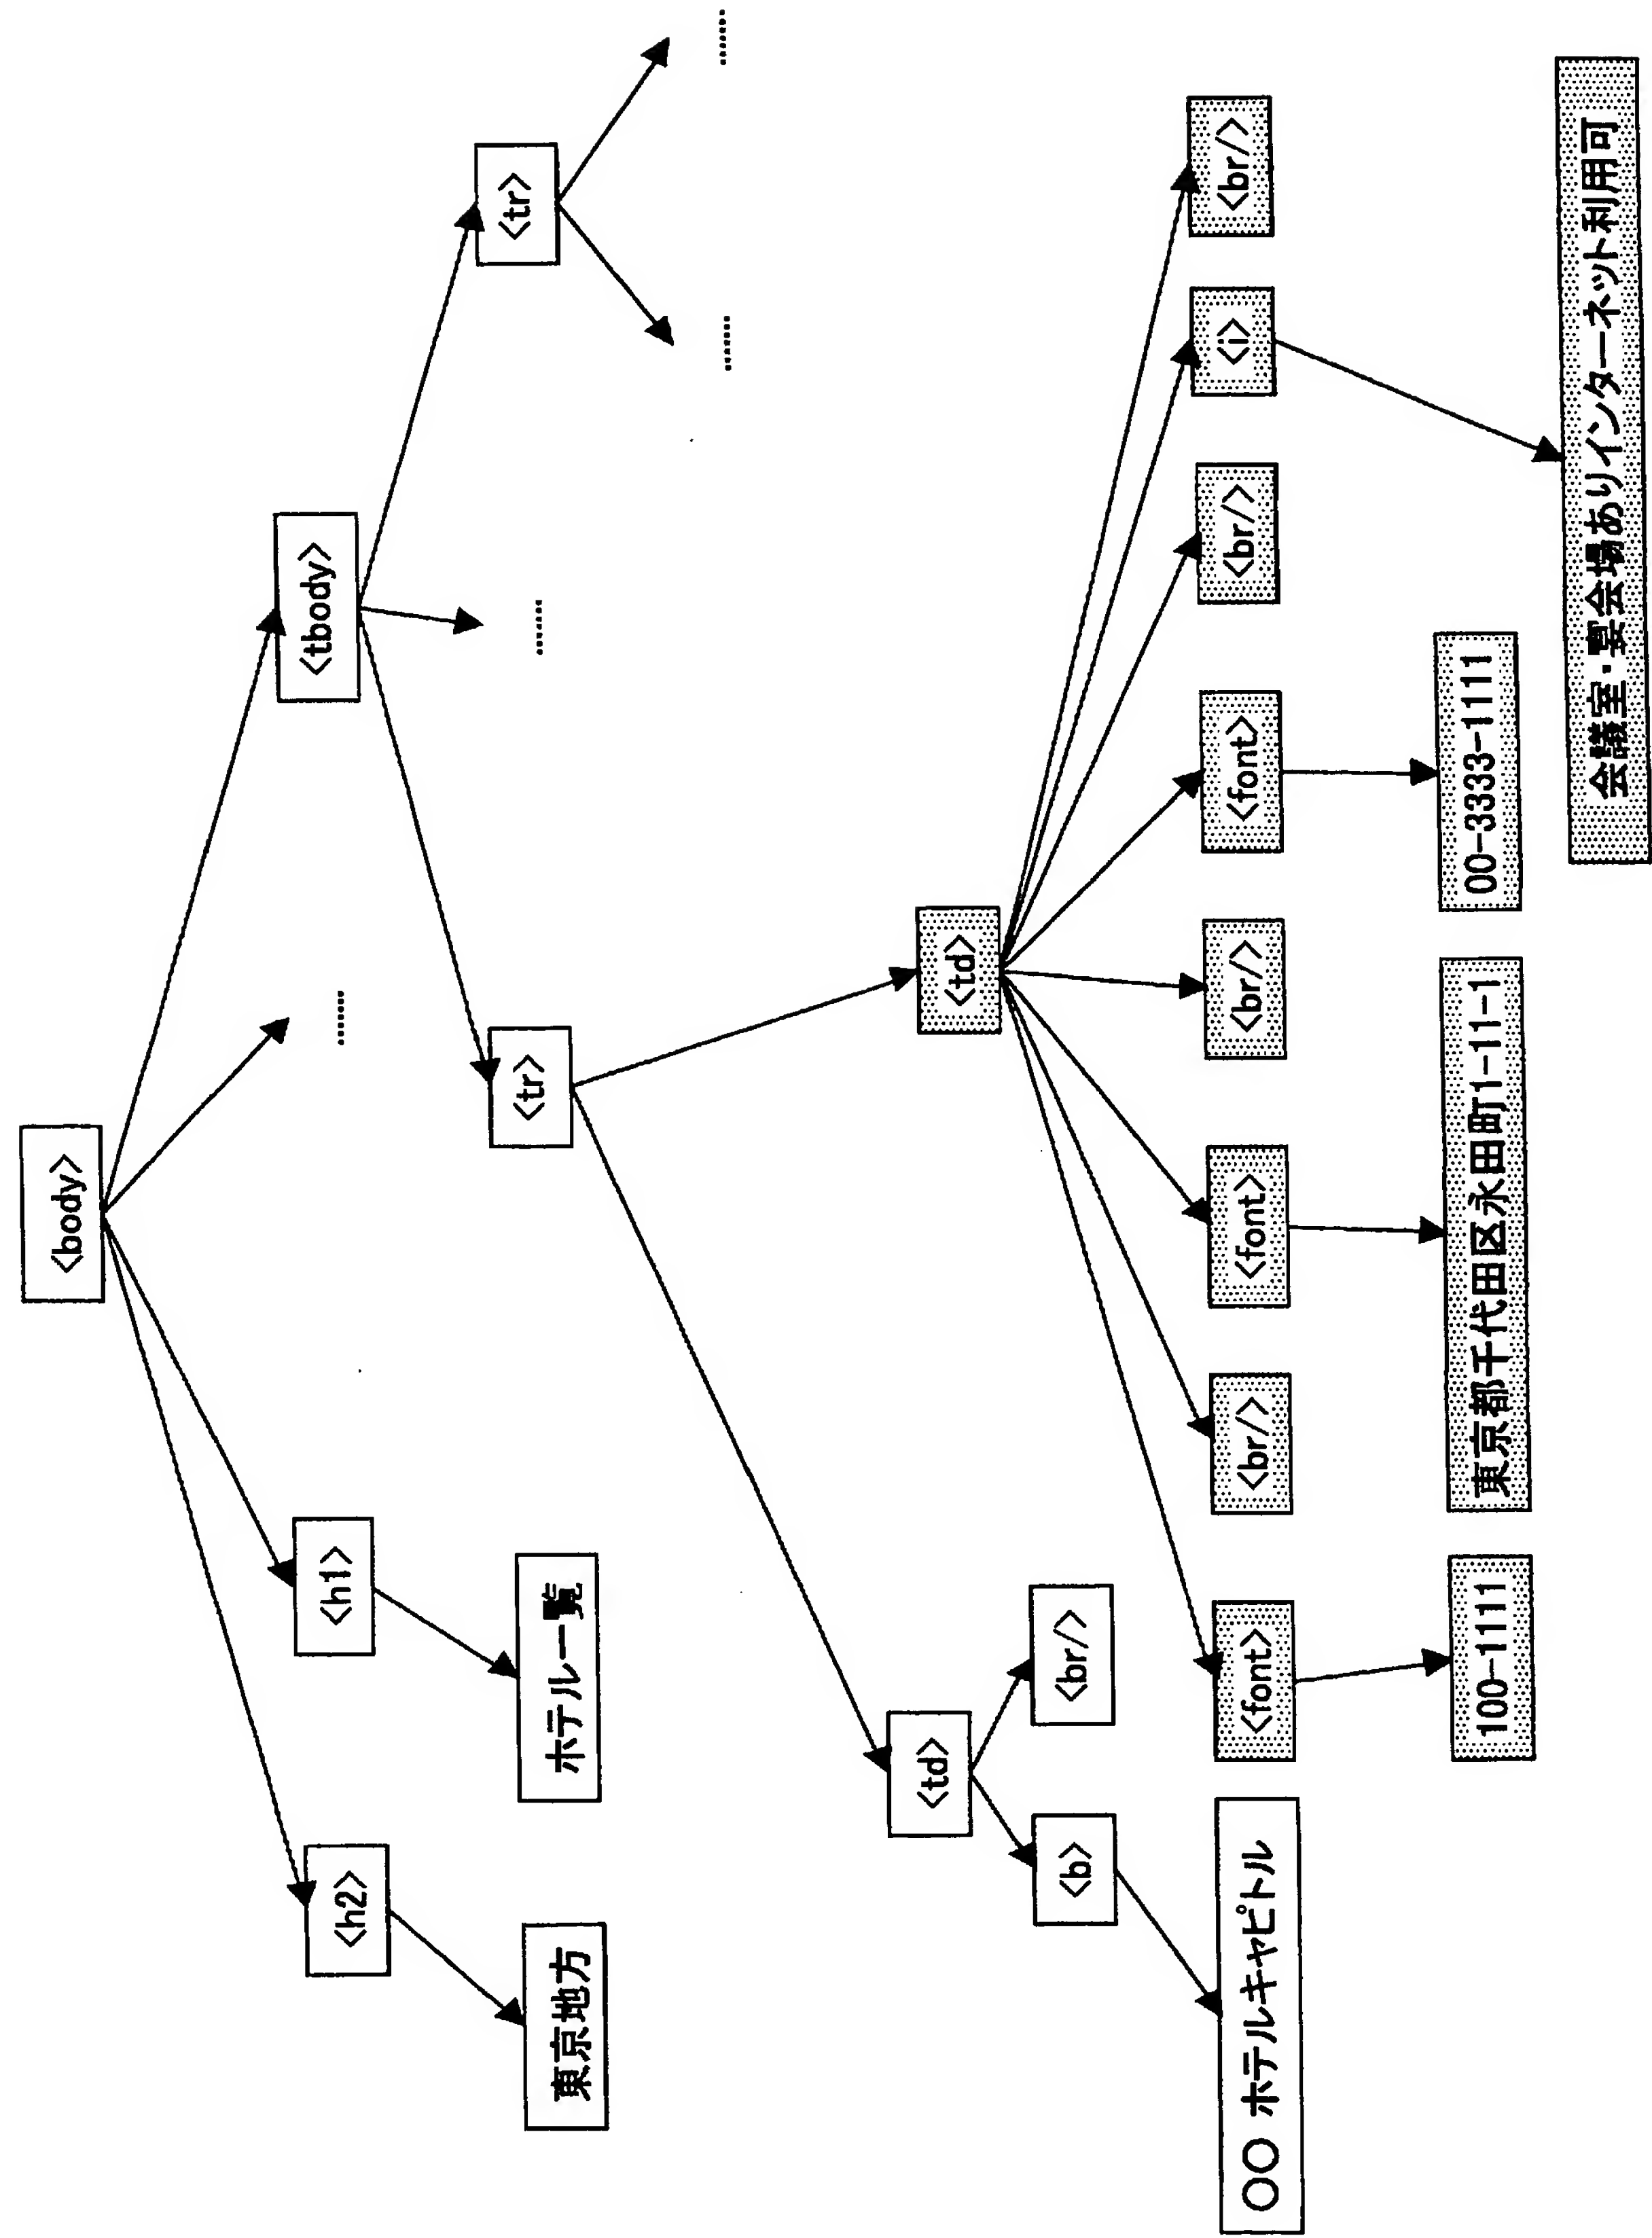 <body>
<h2>
<h1>
......
<tbody>
東京地方
ホテル一覧
<tr>
......
<tr>
......
......
<td>
<td>
<b>
<br/>
〇〇 ホテルキャピトル
<font>
<br/>
<font>
<br/>
<font>
<br/>
<i>
<br/>
100-1111
東京都千代田区永田町1-11-1
00-3333-1111
会議室・宴会場ありインターネット利用可